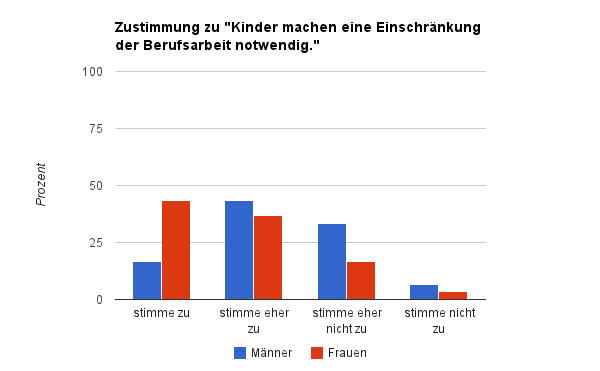 Zustimmung zu "Kinder machen eine Einschränkung
der Berufsarbeit notwendig."
100
75
50
25
0
Prozent
stimme zu
stimme eher
zu
stimme eher
nicht zu
stimme nicht
zu
Männer
Frauen